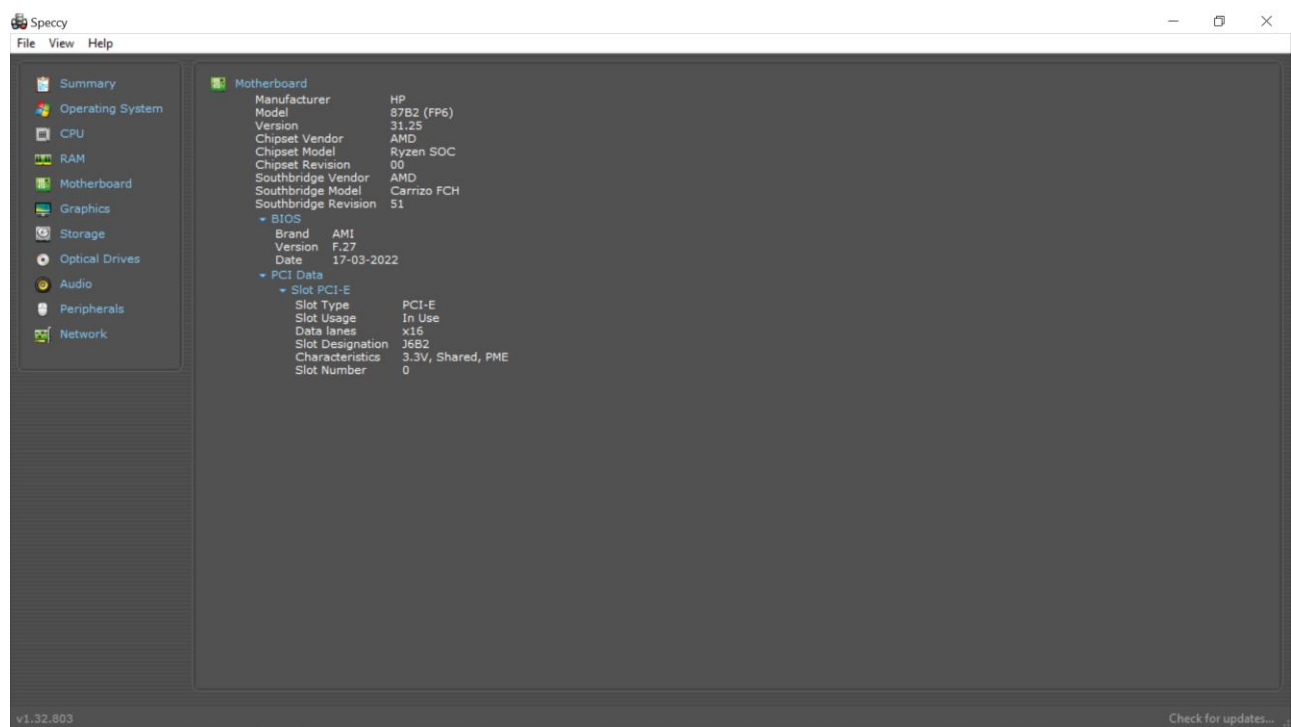 Speccy
File View Help
Summary
Operating System
CPU
RAM
Motherboard
Graphics
Storage
Optical Drives
Audio
Peripherals
Network
Motherboard
Manufacturer HP
Model 87B2 (FP6)
Version 31.25
Chipset Vendor AMD
Chipset Model Ryzen SOC
Chipset Revision 00
Southbridge Vendor AMD
Southbridge Model Carrizo FCH
Southbridge Revision 51
BIOS
Brand AMI
Version F.27
Date 17-03-2022
PCI Data
Slot PCI-E
Slot Type PCI-E
Slot Usage In Use
Data lanes x16
Slot Designation J6B2
Characteristics 3.3V, Shared, PME
Slot Number 0
v1.32.803
Check for updates...